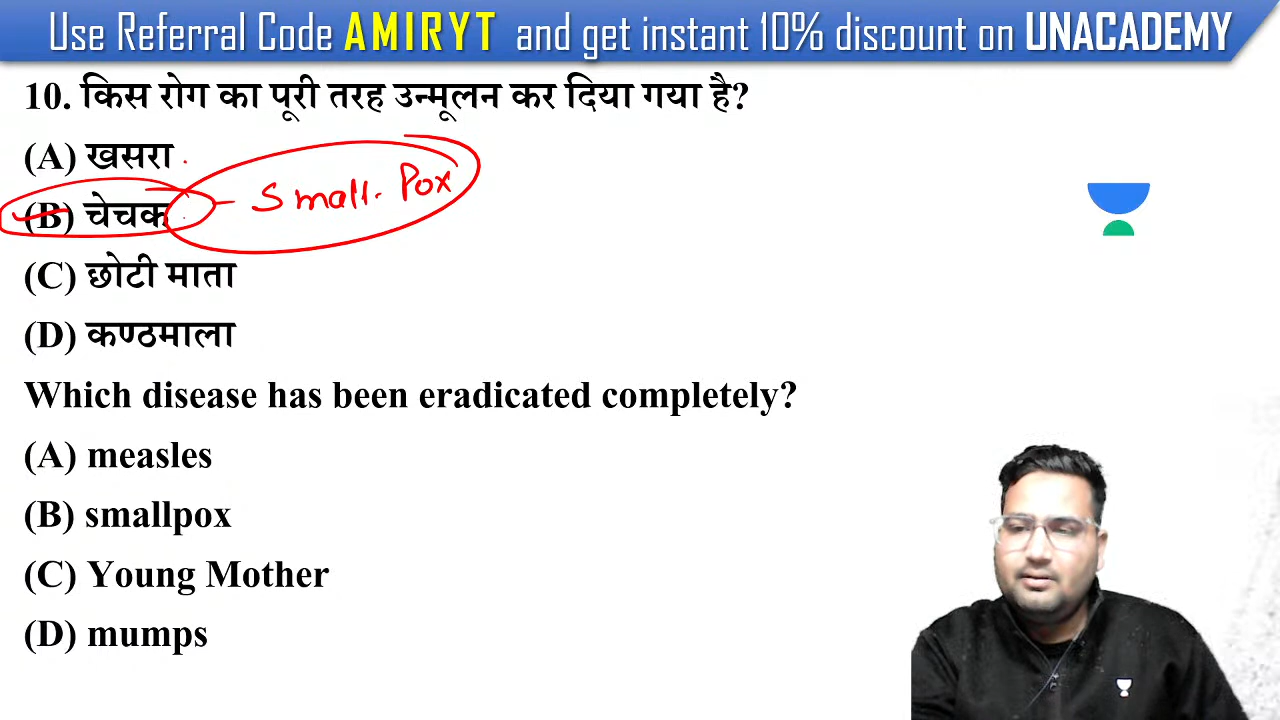 Use Referral Code AMIRYT and get instant 10% discount on UNACADEMY
10. किस रोग का पूरी तरह उन्मूलन कर दिया गया है?
(A) खसरा
(B) चेचक - Small. Pox
(C) छोटी माता
(D) कण्ठमाला
Which disease has been eradicated completely?
(A) measles
(B) smallpox
(C) Young Mother
(D) mumps